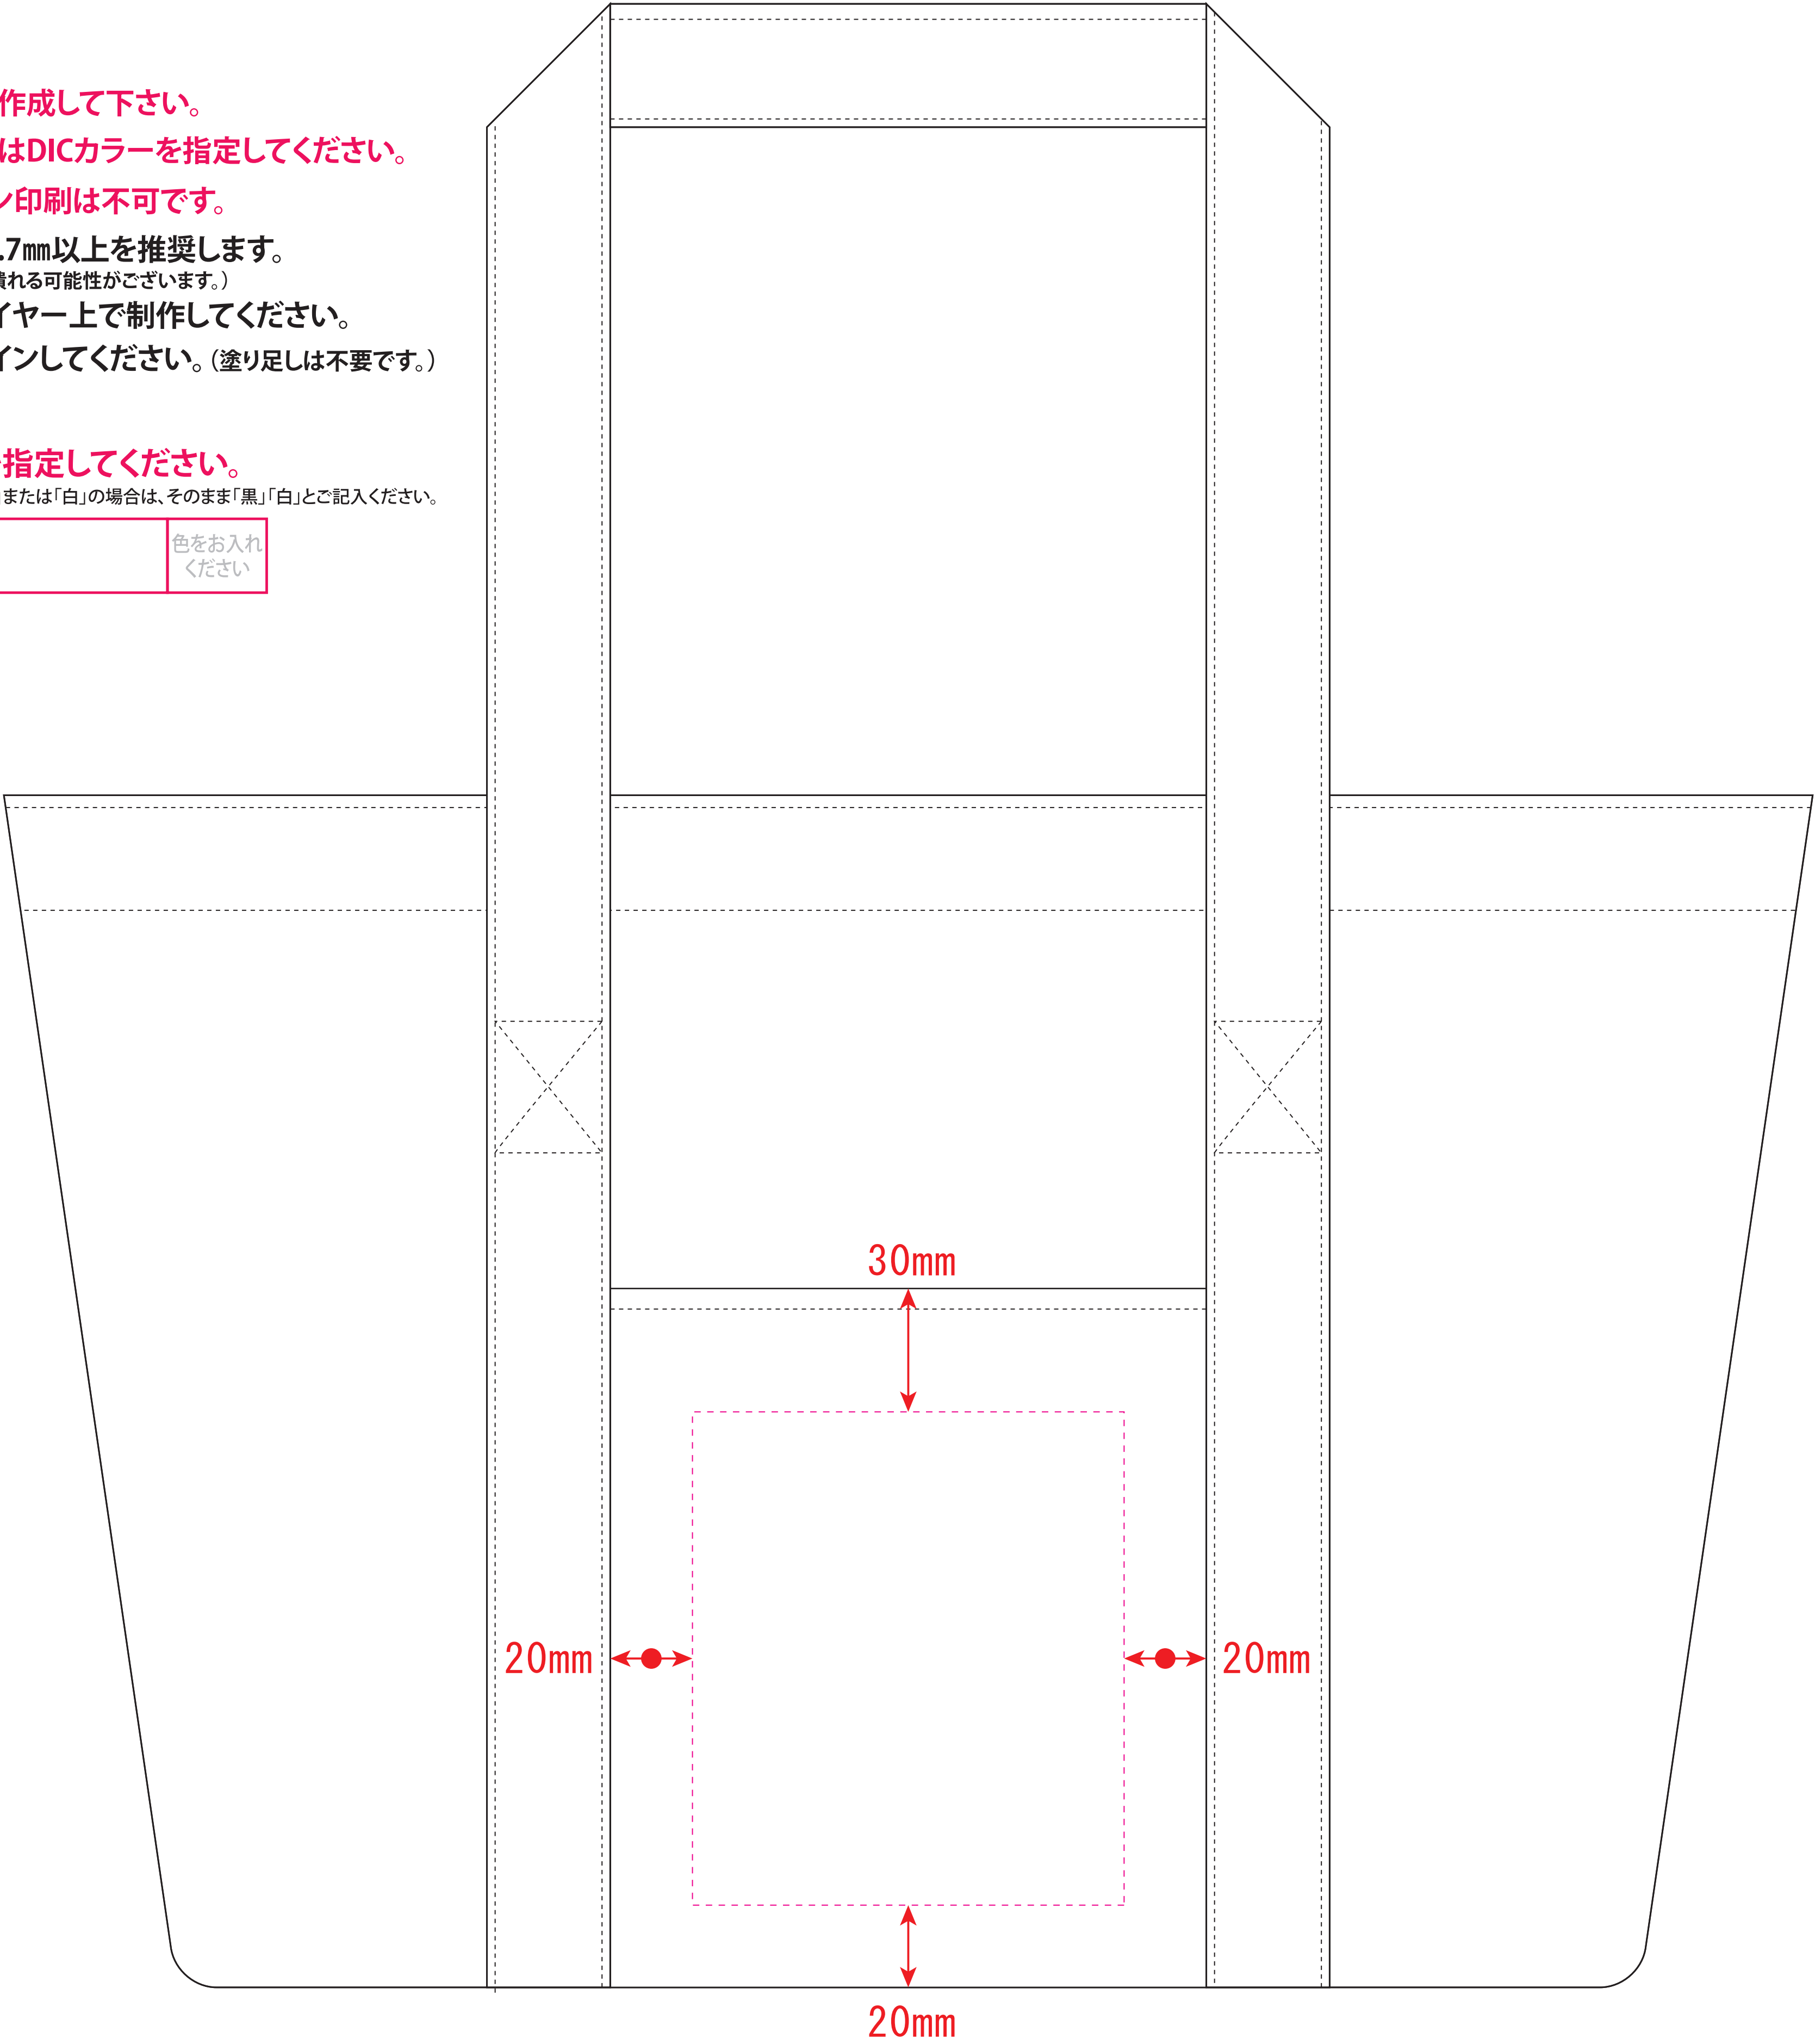 作成して下さい。
はDICカラーを指定してください。
ン印刷は不可です。
.7mm以上を推奨します。
潰れる可能性がございます。）
イヤー上で制作してください。
インしてください。（塗り足しは不要です。）
指定してください。
または「白」の場合は、そのまま「黒」「白」とご記入ください。
色をお入れ
ください
30mm
20mm
20mm
20mm